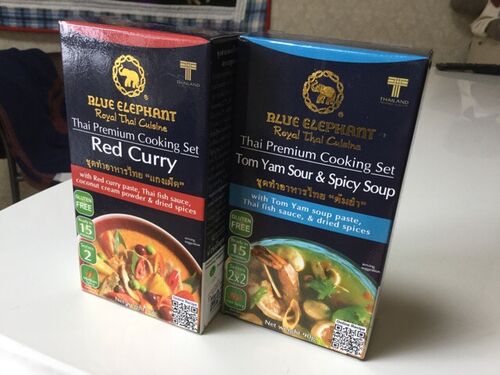 BLUE ELEPHANT
Royal Thai Cuisine
THAILAND
Thai Premium Cooking Set
Red Curry
ชุดทำอาหารไทย "แกงเผ็ด"
with Red curry paste, Thai fish sauce,
coconut cream powder & dried spices
GLUTEN
FREE
15
2
BLUE ELEPHANT
Royal Thai Cuisine
THAILAND
Thai Premium Cooking Set
Tom Yam Sour & Spicy Soup
ชุดทำอาหารไทย "ต้มยำ"
with Tom Yam soup paste,
Thai fish sauce, & dried spices
GLUTEN
FREE
15
2x2